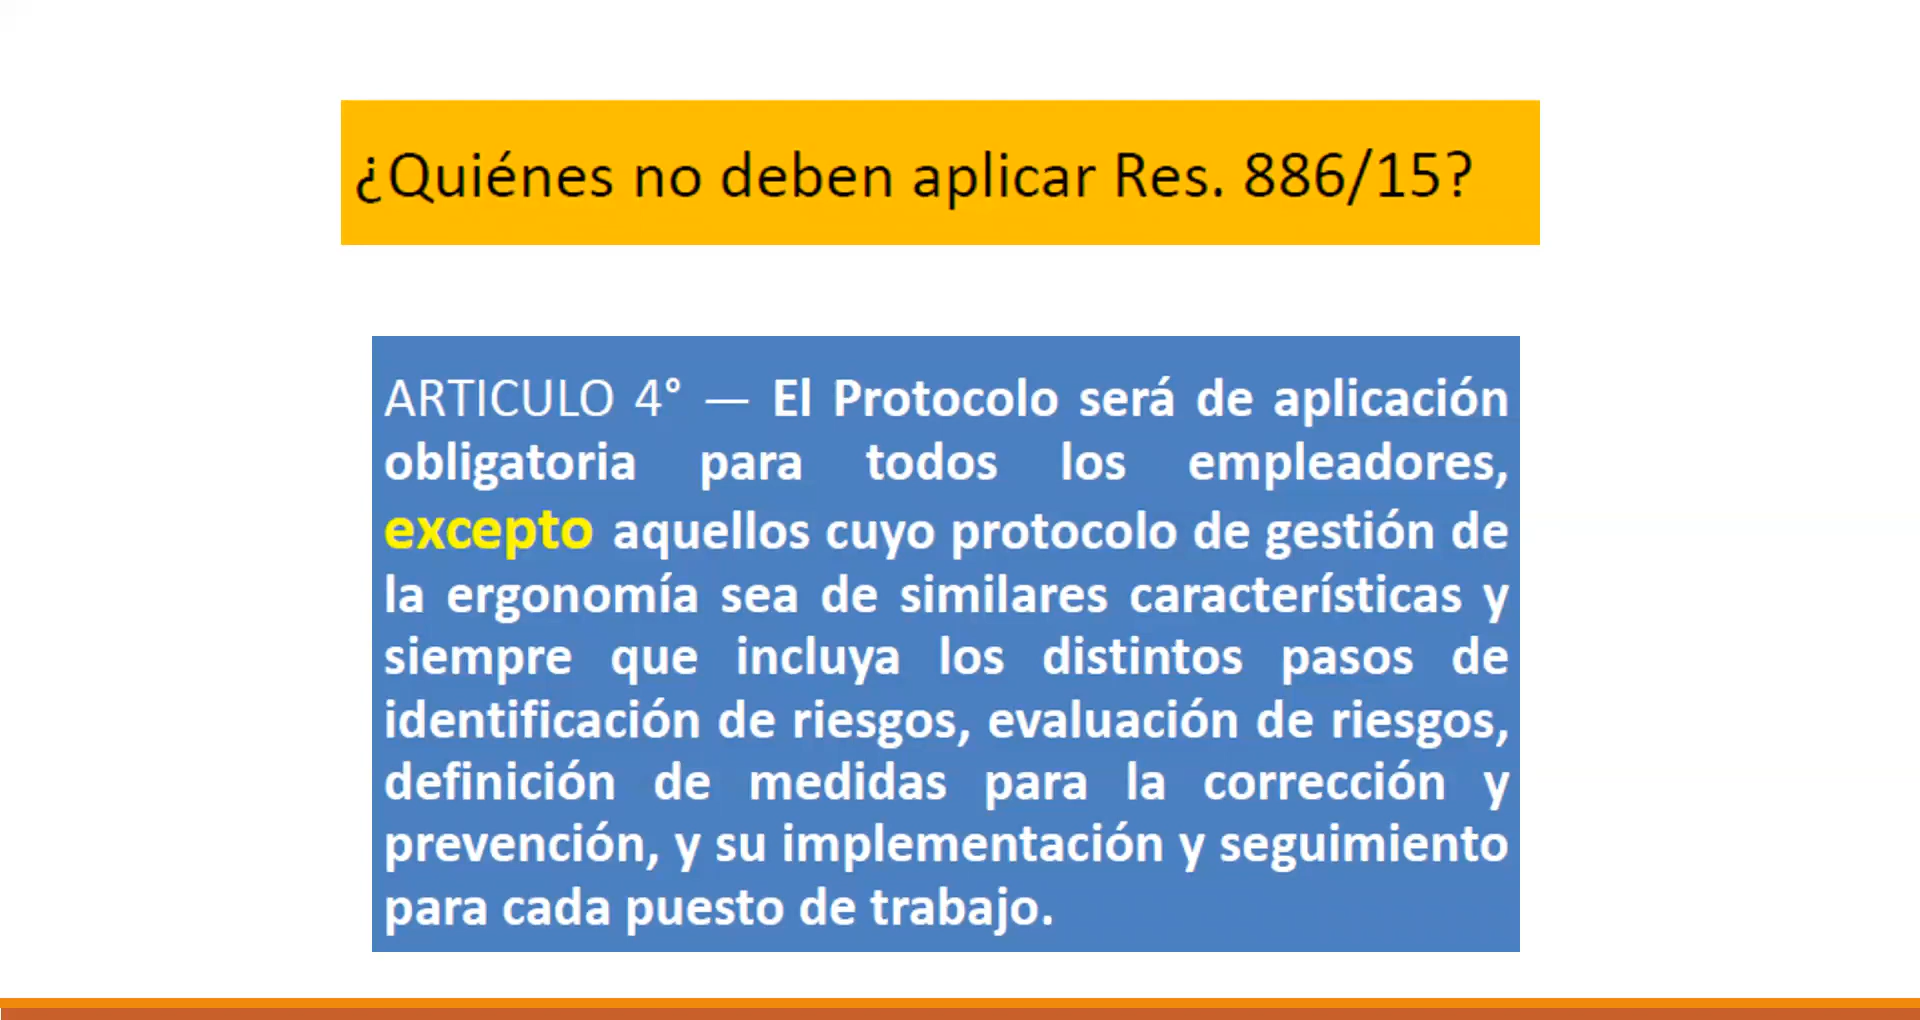 ¿Quiénes no deben aplicar Res. 886/15?
ARTICULO 4° — El Protocolo será de aplicación
obligatoria para todos los empleadores,
excepto aquellos cuyo protocolo de gestión de
la ergonomía sea de similares características y
siempre que incluya los distintos pasos de
identificación de riesgos, evaluación de riesgos,
definición de medidas para la corrección y
prevención, y su implementación y seguimiento
para cada puesto de trabajo.